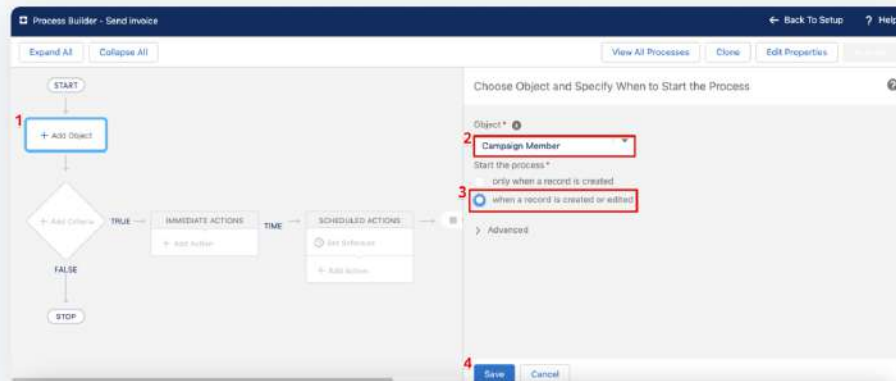 Process Builder - Send invoice
← Back To Setup
? Help
Expand All
Collapse All
View All Processes
Clone
Edit Properties
START
1
+ Add Object
+ Add Criteria
TRUE
IMMEDIATE ACTIONS
+ Add Action
TIME
SCHEDULED ACTIONS
Set Schedule
+ Add Action
FALSE
STOP
Choose Object and Specify When to Start the Process
Object *
2
Campaign Member
Start the process *
only when a record is created
3
when a record is created or edited
> Advanced
4
Save
Cancel